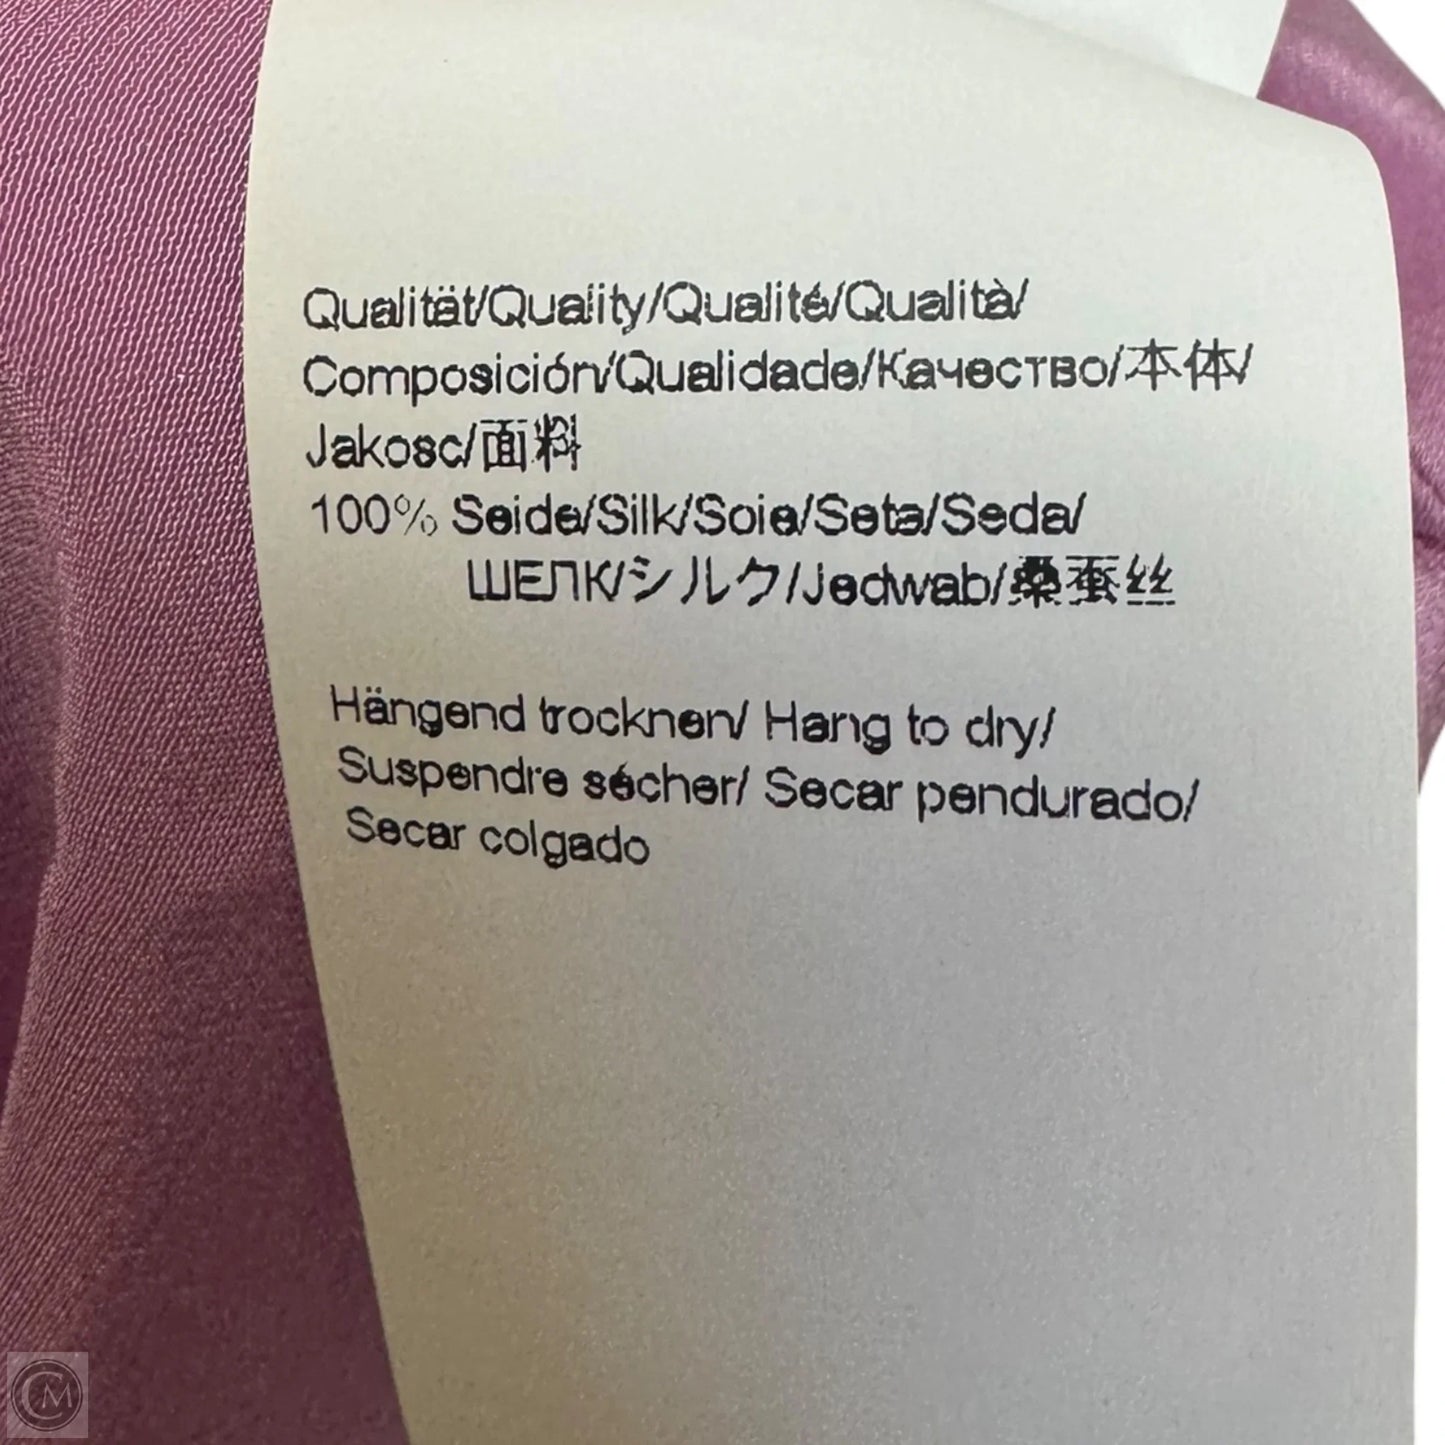 Qualität/Quality/Qualité/Qualità/
Composición/Qualidade/Качество/本体/
Jakosc/面料
100% Seide/Silk/Soie/Seta/Seda/
ШЕЛК/シルク/Jedwab/桑蚕丝
Hängend trocknen/ Hang to dry/
Suspendre sécher/ Secar pendurado/
Secar colgado
CM